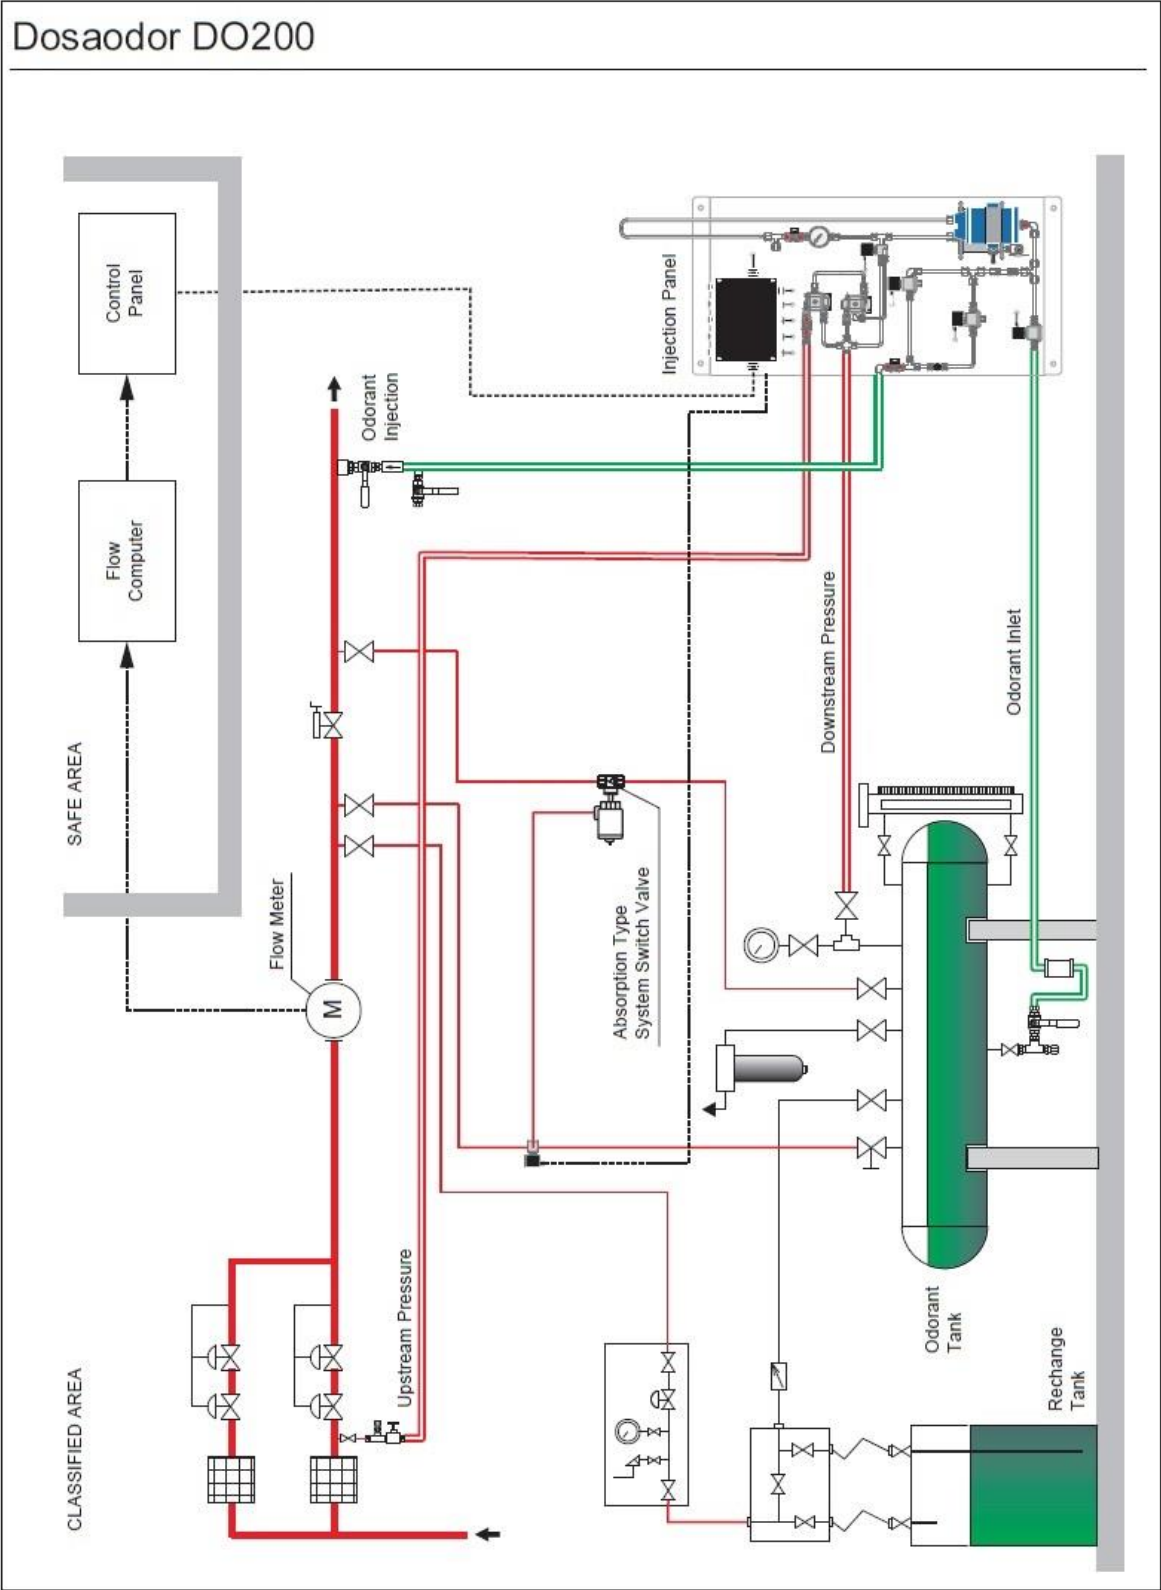 Dosaodor DO200
CLASSIFIED AREA
SAFE AREA
Flow
Computer
Control
Panel
Flow Meter
M
Odorant
Injection
Upstream Pressure
Absorption Type
System Switch Valve
Injection Panel
Downstream Pressure
Odorant Inlet
Odorant
Tank
Rechange
Tank